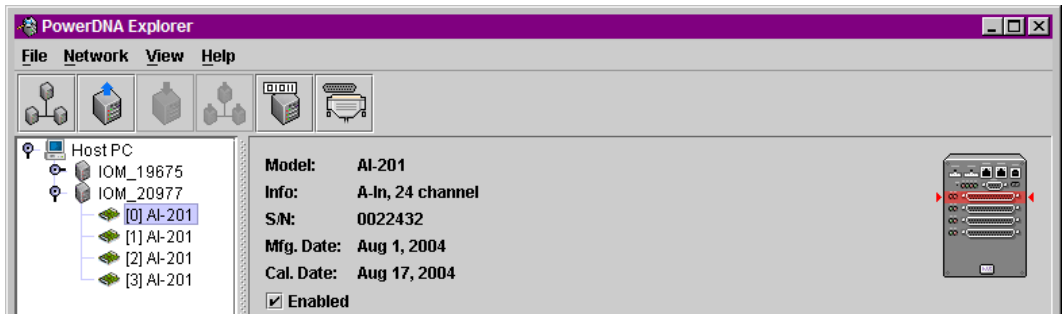 PowerDNA Explorer
File Network View Help
Host PC
IOM_19675
IOM_20977
[0] AI-201
[1] AI-201
[2] AI-201
[3] AI-201
Model: AI-201
Info: A-In, 24 channel
S/N: 0022432
Mfg. Date: Aug 1, 2004
Cal. Date: Aug 17, 2004
Enabled